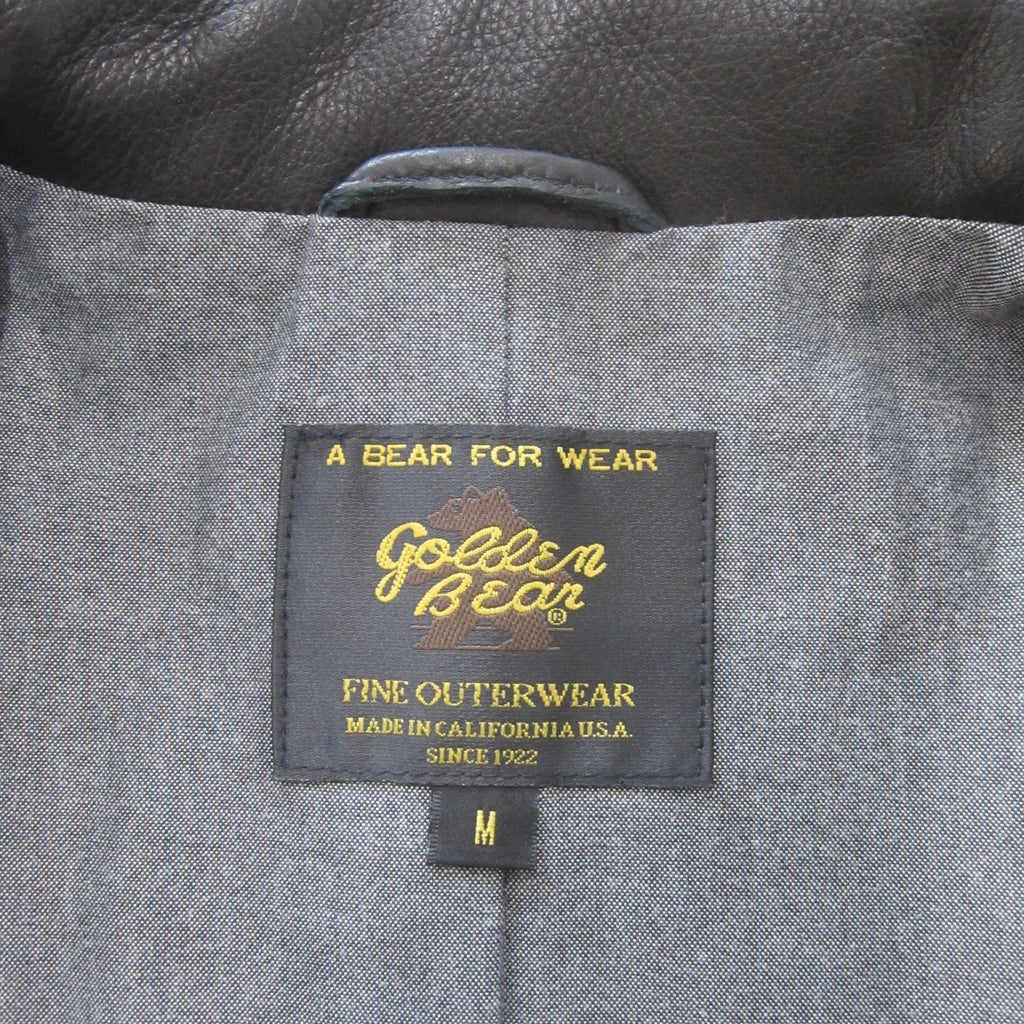 A BEAR FOR WEAR
Golden
Bear®
FINE OUTERWEAR
MADE IN CALIFORNIA U.S.A.
SINCE 1922
M